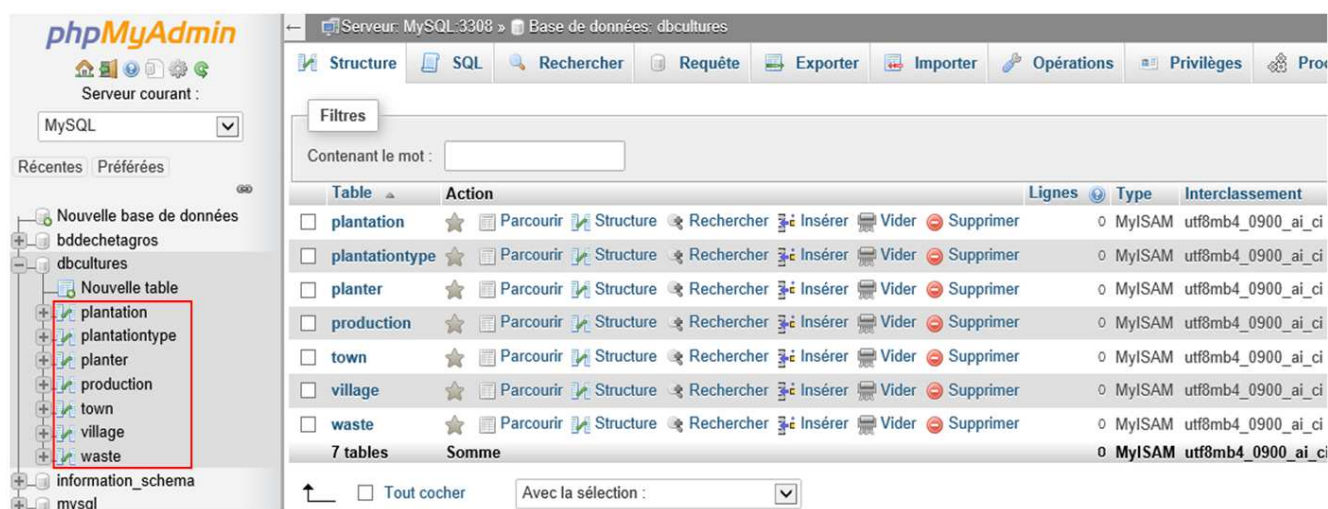 phpMyAdmin
Serveur courant :
MySQL
Récentes Préférées
Nouvelle base de données
bddechetagros
dbcultures
Nouvelle table
plantation
plantationtype
planter
production
town
village
waste
information_schema
mysql
← Serveur: MySQL:3308 » Base de données: dbcultures
Structure SQL Rechercher Requête Exporter Importer Opérations Privilèges
Filtres
Contenant le mot :
Table Action Lignes Type Interclassement
plantation Parcourir Structure Rechercher Insérer Vider Supprimer 0 MyISAM utf8mb4_0900_ai_ci
plantationtype Parcourir Structure Rechercher Insérer Vider Supprimer 0 MyISAM utf8mb4_0900_ai_ci
planter Parcourir Structure Rechercher Insérer Vider Supprimer 0 MyISAM utf8mb4_0900_ai_ci
production Parcourir Structure Rechercher Insérer Vider Supprimer 0 MyISAM utf8mb4_0900_ai_ci
town Parcourir Structure Rechercher Insérer Vider Supprimer 0 MyISAM utf8mb4_0900_ai_ci
village Parcourir Structure Rechercher Insérer Vider Supprimer 0 MyISAM utf8mb4_0900_ai_ci
waste Parcourir Structure Rechercher Insérer Vider Supprimer 0 MyISAM utf8mb4_0900_ai_ci
7 tables Somme 0 MyISAM utf8mb4_0900_ai_ci
Tout cocher Avec la sélection :